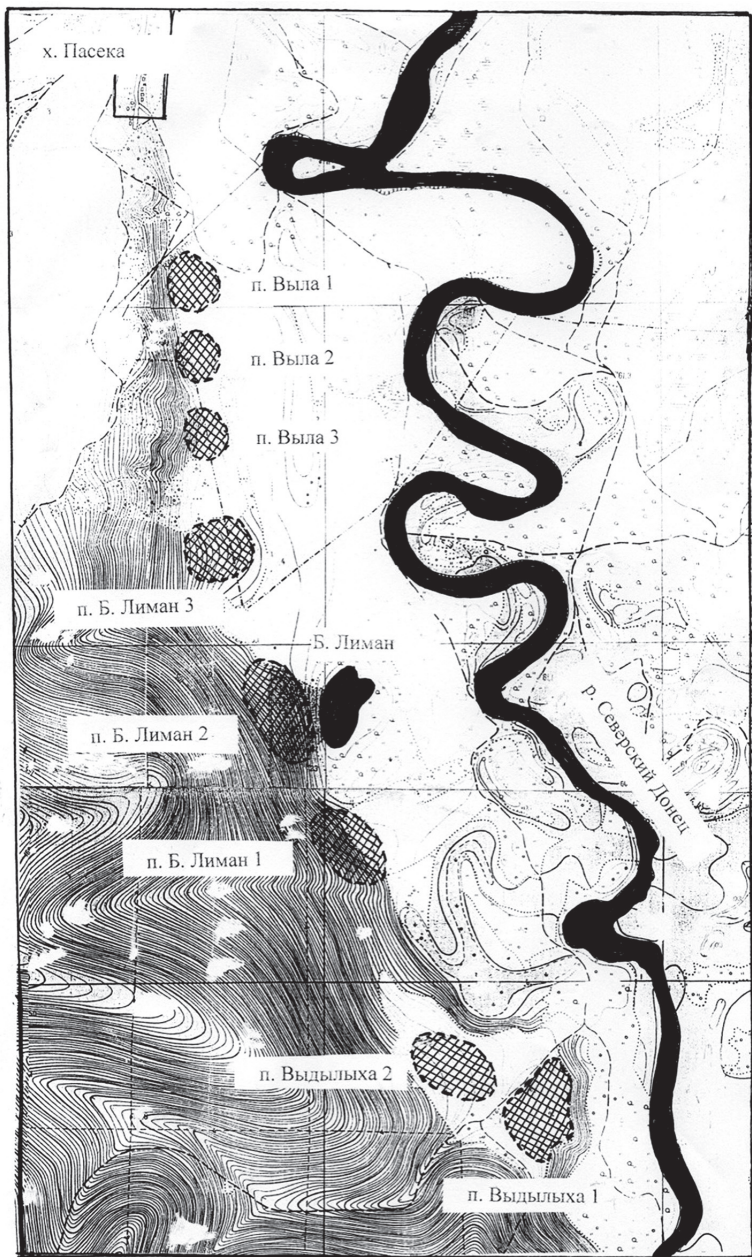 х. Пасека
п. Выла 1
п. Выла 2
п. Выла 3
п. Б. Лиман 3
Б. Лиман
п. Б. Лиман 2
р. Северский Донец
п. Б. Лиман 1
п. Выдылыха 2
п. Выдылыха 1